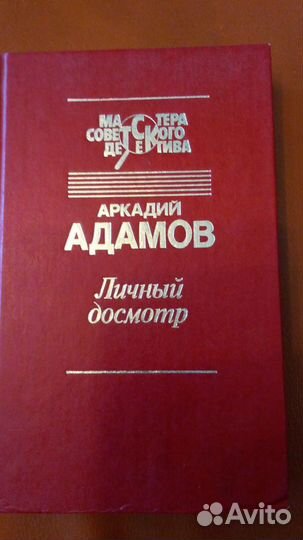 МАСТЕРА
СОВЕТСКОГО
ДЕТЕКТИВА
АРКАДИЙ
АДАМОВ
Личный
досмотр
Avito